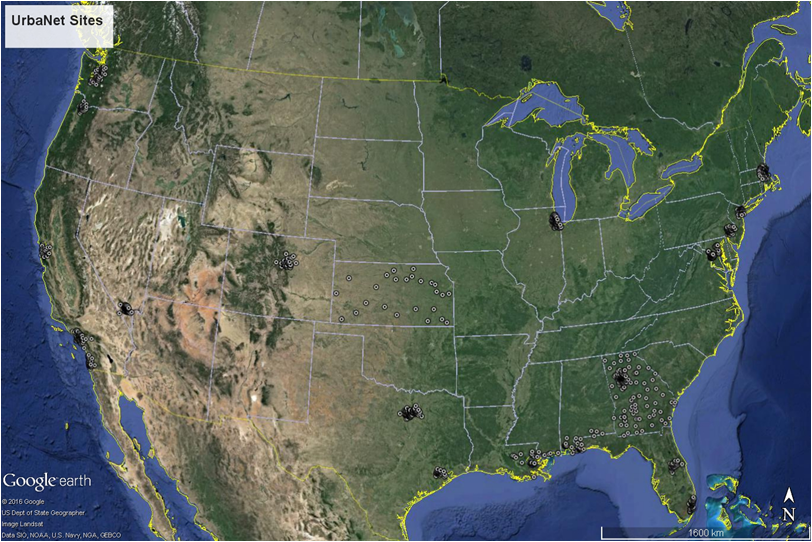 UrbaNet Sites
Google earth
© 2016 Google
US Dept of State Geographer
Image Landsat
Data SIO, NOAA, U.S. Navy, NGA, GEBCO
N
1600 km